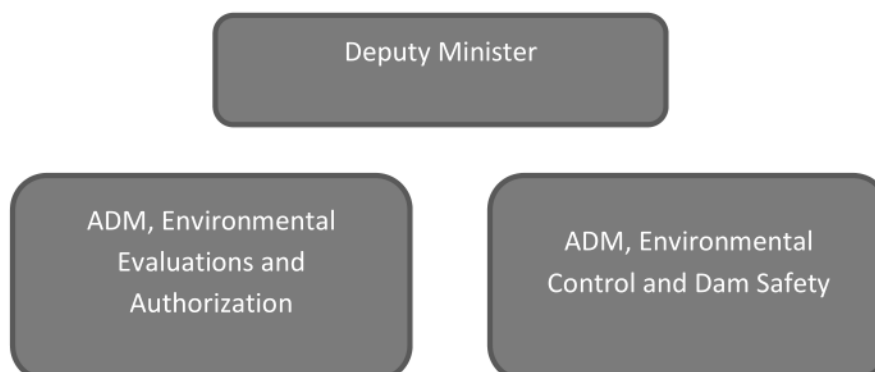 Deputy Minister
ADM, Environmental
Evaluations and
Authorization
ADM, Environmental
Control and Dam Safety